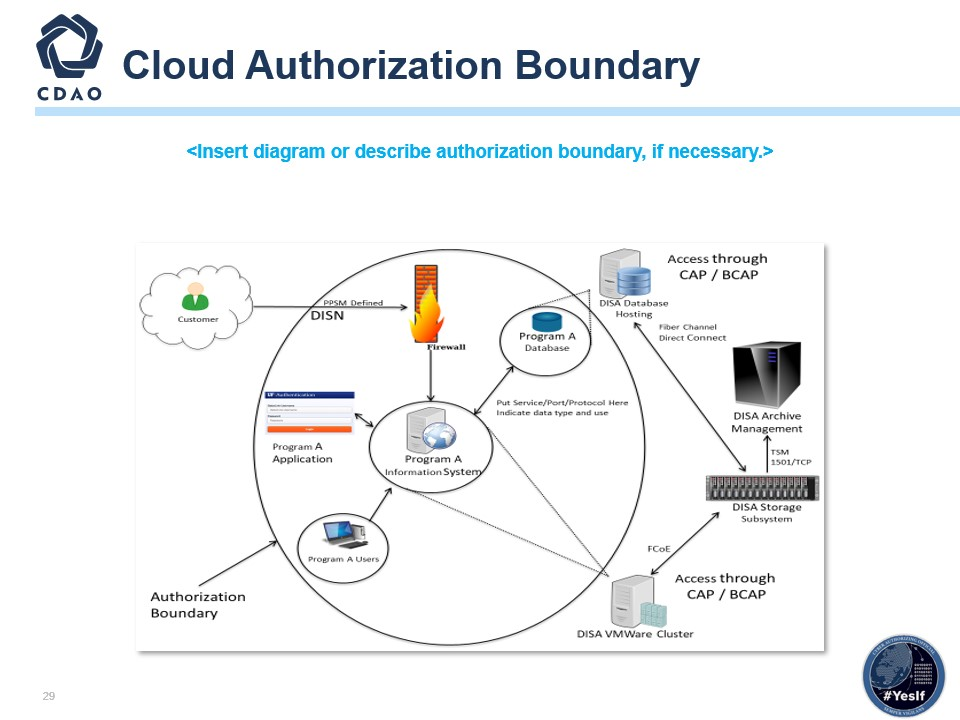 CDAO
Cloud Authorization Boundary
<Insert diagram or describe authorization boundary, if necessary.>
Customer
PPSM Defined
DISN
Firewall
Program A
Database
DISA Database
Hosting
Access through
CAP / BCAP
Fiber Channel
Direct Connect
DISA Archive
Management
TSM
1501/TCP
DISA Storage
Subsystem
FCoE
Access through
CAP / BCAP
DISA VMWare Cluster
Put Service/Port/Protocol Here
Indicate data type and use
UF Authentication
Login
Program A
Application
Program A
Information System
Program A Users
Authorization
Boundary
29
#YesIf